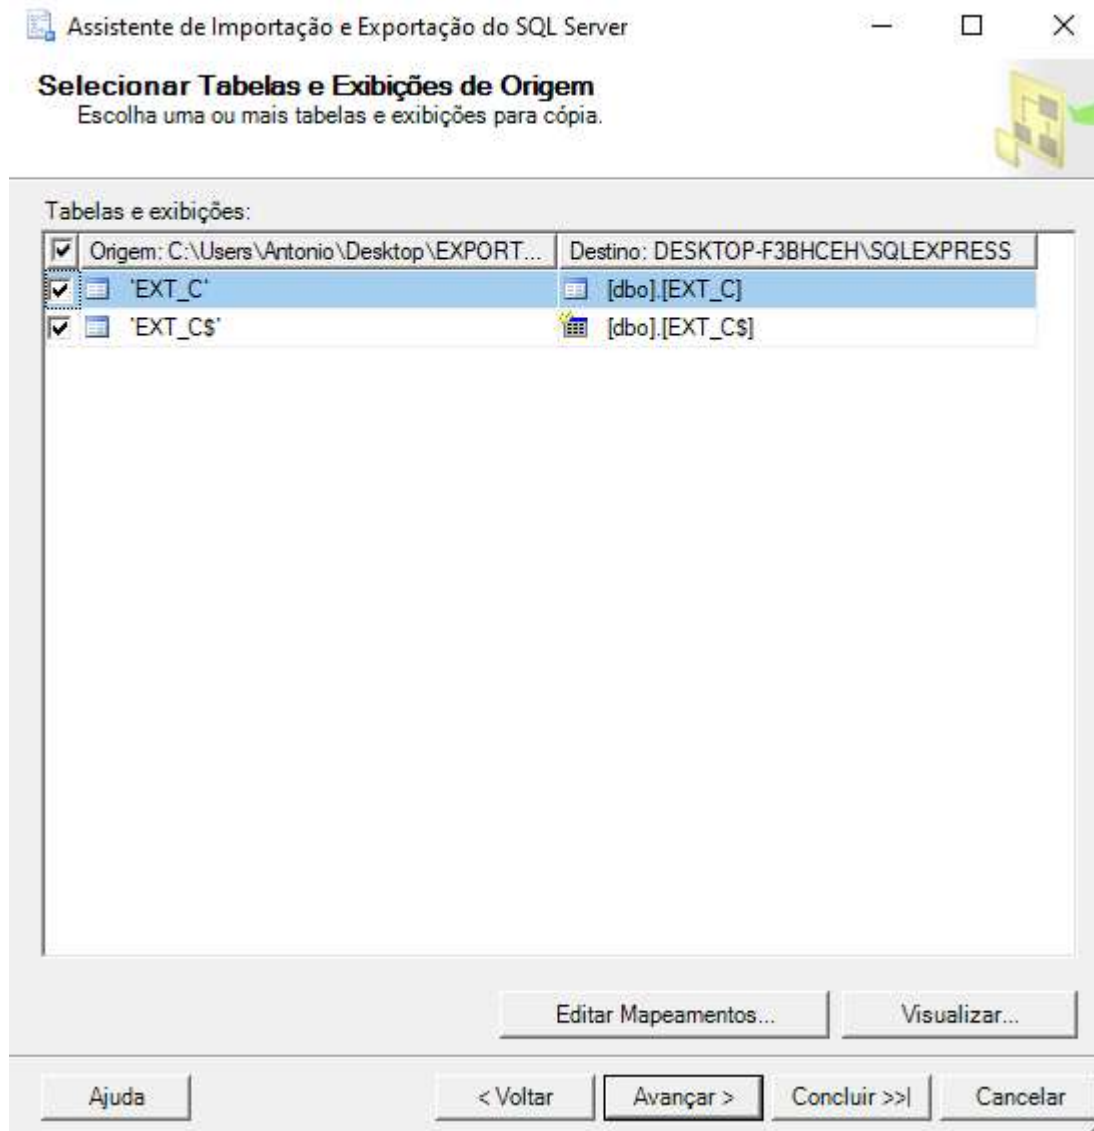 Assistente de Importação e Exportação do SQL Server
Selecionar Tabelas e Exibições de Origem
Escolha uma ou mais tabelas e exibições para cópia.
Tabelas e exibições:
Origem: C:\Users\Antonio\Desktop\EXPORT... Destino: DESKTOP-F3BHCEH\SQLEXPRESS
'EXT_C' [dbo].[EXT_C]
'EXT_C$' [dbo].[EXT_C$]
Editar Mapeamentos... Visualizar...
Ajuda < Voltar Avançar > Concluir >>| Cancelar